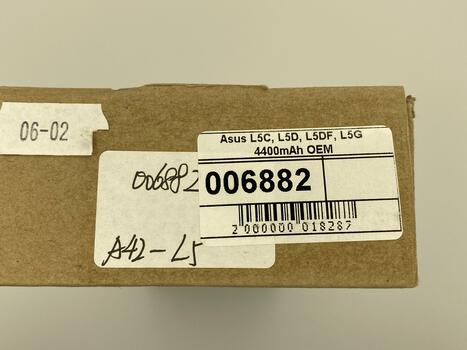 06-02
Asus L5C, L5D, L5DF, L5G
4400mAh OEM
006882
006882
2 000000 018287
A42-L5